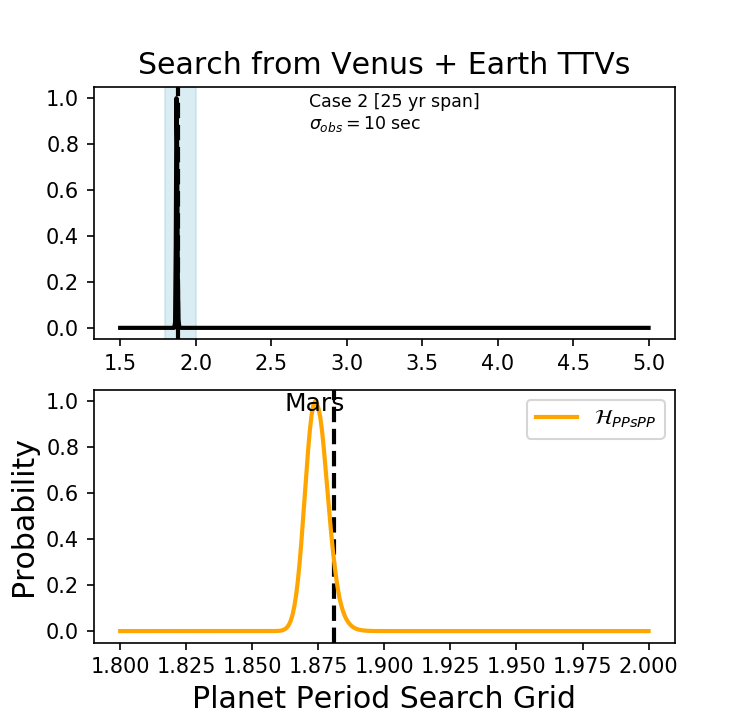 Search from Venus + Earth TTVs
Case 2 [25 yr span]
σobs = 10 sec
1.0
0.8
0.6
0.4
0.2
0.0
1.5 2.0 2.5 3.0 3.5 4.0 4.5 5.0
Mars
ℋPPsPP
Probability
1.0
0.8
0.6
0.4
0.2
0.0
1.800 1.825 1.850 1.875 1.900 1.925 1.950 1.975 2.000
Planet Period Search Grid